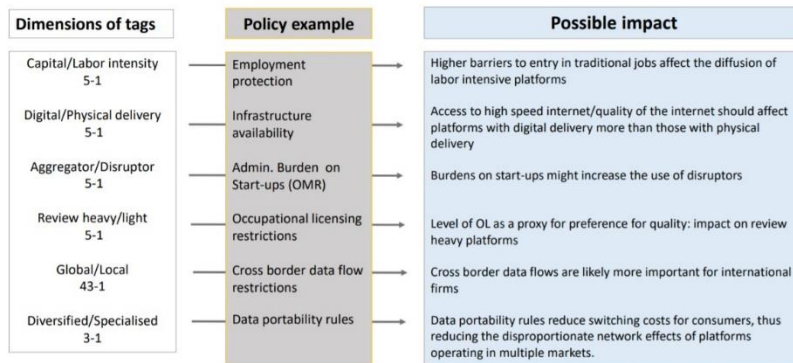 Dimensions of tags
Policy example
Possible impact
Capital/Labor intensity
5-1
Employment
protection
Higher barriers to entry in traditional jobs affect the diffusion of
labor intensive platforms
Digital/Physical delivery
5-1
Infrastructure
availability
Access to high speed internet/quality of the internet should affect
platforms with digital delivery more than those with physical
delivery
Aggregator/Disruptor
5-1
Admin. Burden on
Start-ups (OMR)
Burdens on start-ups might increase the use of disruptors
Review heavy/light
5-1
Occupational licensing
restrictions
Level of OL as a proxy for preference for quality: impact on review
heavy platforms
Global/Local
43-1
Cross border data flow
restrictions
Cross border data flows are likely more important for international
firms
Diversified/Specialised
3-1
Data portability rules
Data portability rules reduce switching costs for consumers, thus
reducing the disproportionate network effects of platforms
operating in multiple markets.